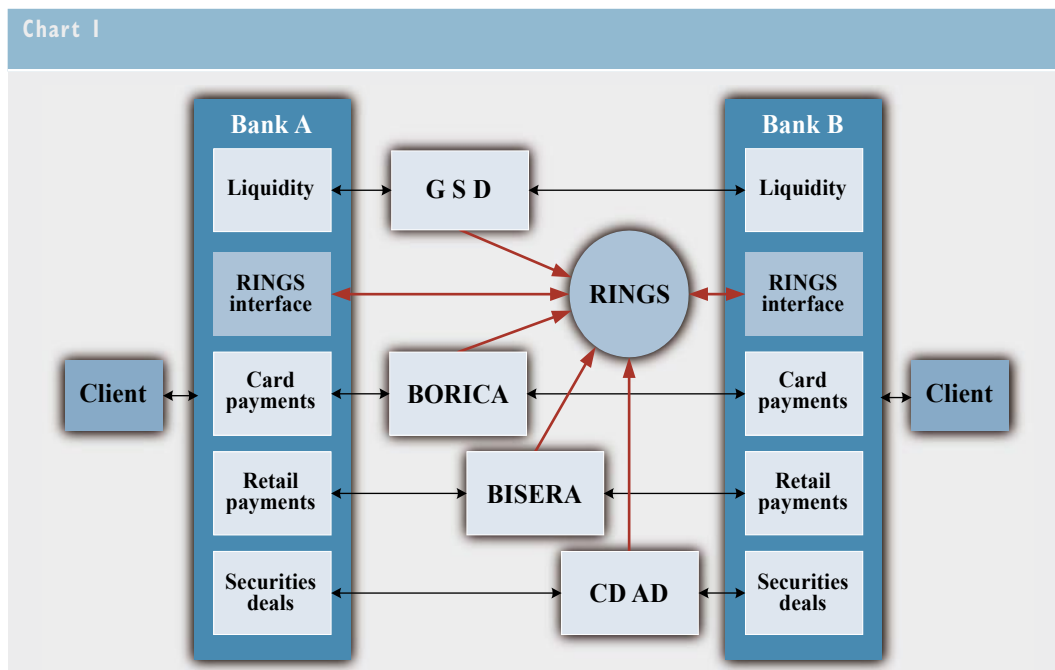 Chart 1
Bank A
Bank B
Liquidity
G S D
Liquidity
RINGS
interface
RINGS
RINGS
interface
Client
Card
payments
BORICA
Card
payments
Client
Retail
payments
BISERA
Retail
payments
Securities
deals
CD AD
Securities
deals